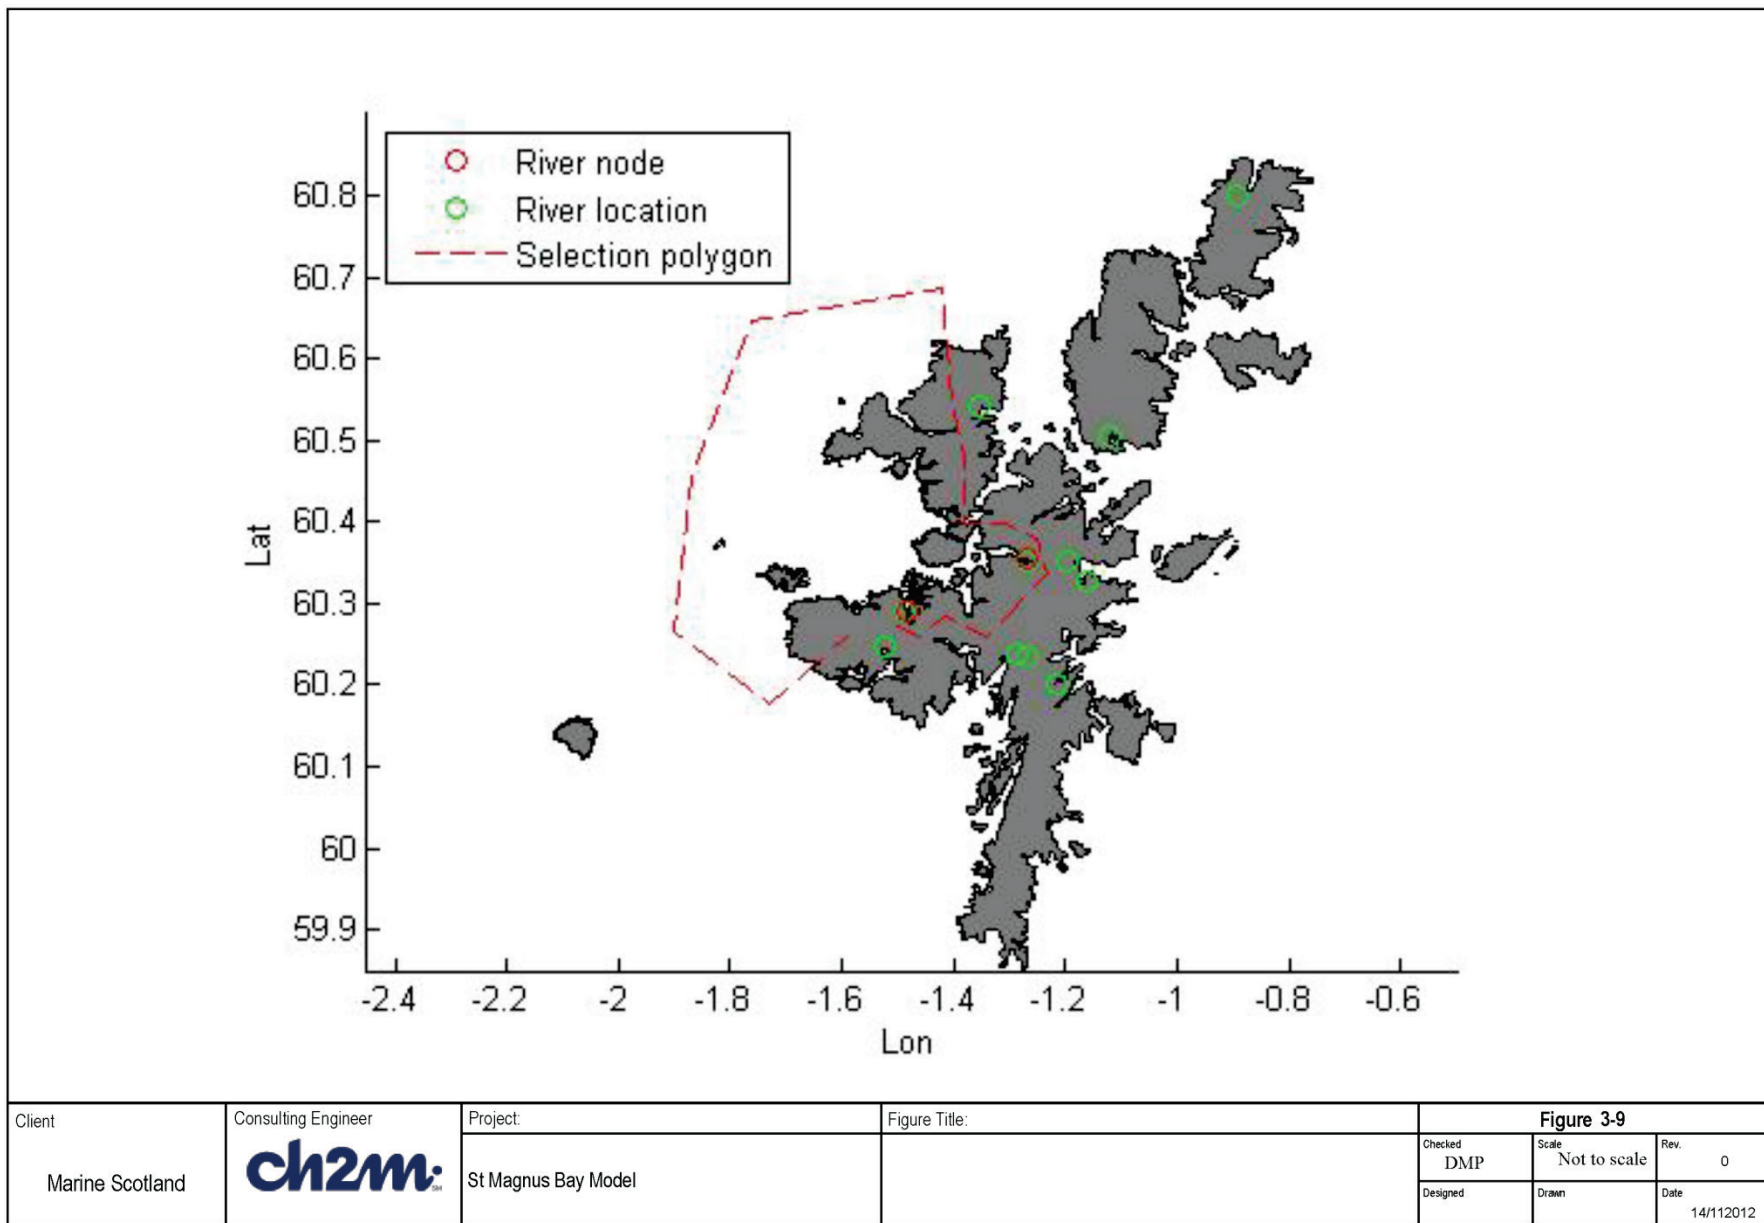 River node
River location
Selection polygon
60.8
60.7
60.6
60.5
60.4
60.3
60.2
60.1
60
59.9
Lat
-2.4
-2.2
-2
-1.8
-1.6
-1.4
-1.2
-1
-0.8
-0.6
Lon
Client
Marine Scotland
Consulting Engineer
ch2m:
SM
Project:
St Magnus Bay Model
Figure Title:
Figure 3-9
Checked
DMP
Scale
Not to scale
Rev.
0
Designed
Drawn
Date
14/112012